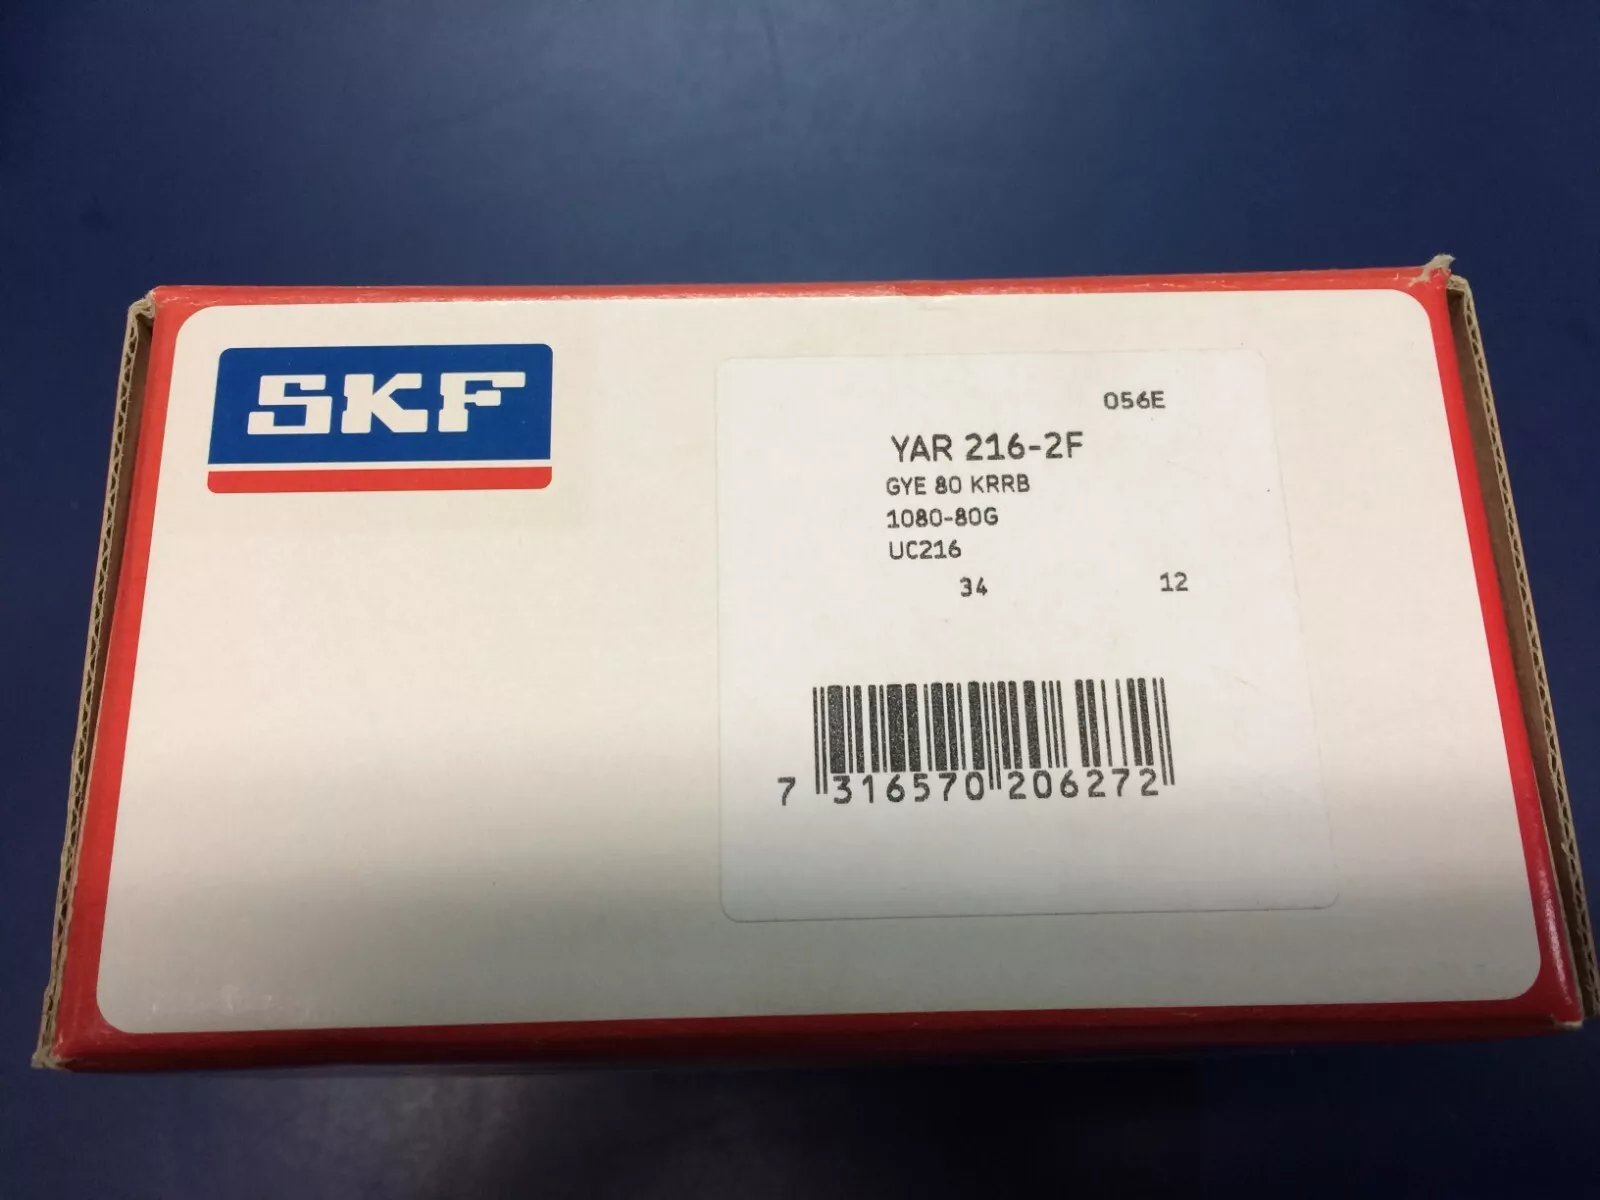 SKF
056E
YAR 216-2F
GYE 80 KRRB
1080-80G
UC216
34 12
7 316570 206272